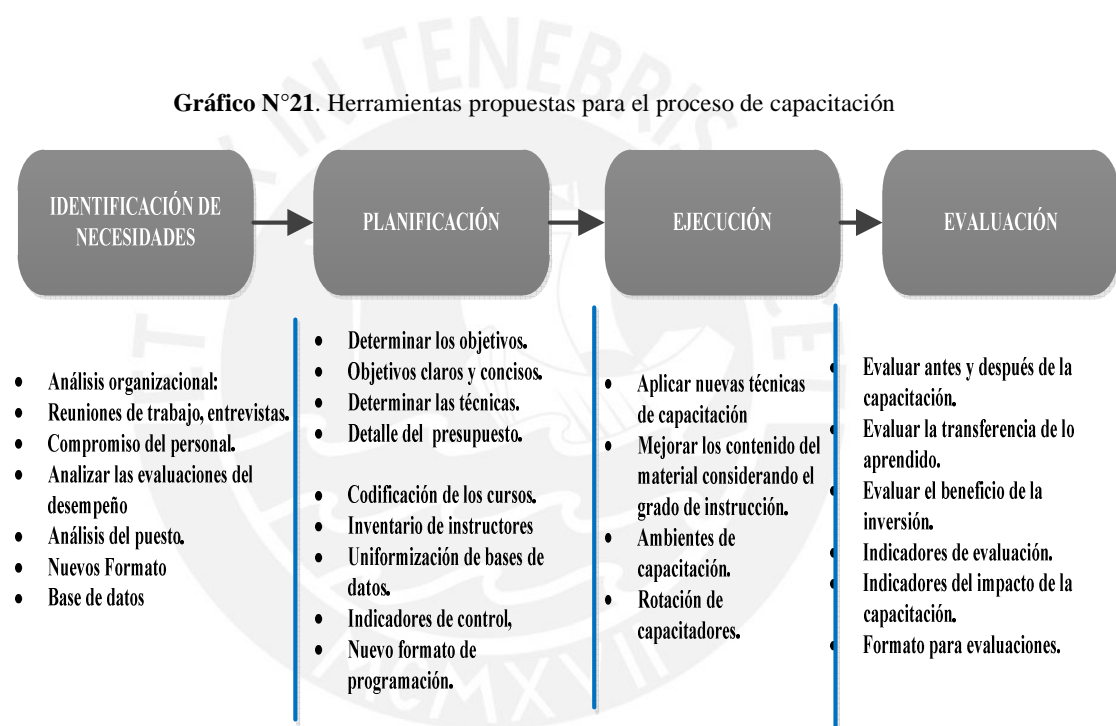 Gráfico N°21. Herramientas propuestas para el proceso de capacitación
IDENTIFICACIÓN DE
NECESIDADES
PLANIFICACIÓN
EJECUCIÓN
EVALUACIÓN
• Análisis organizacional:
• Reuniones de trabajo, entrevistas.
• Compromiso del personal.
• Analizar las evaluaciones del
desempeño
• Análisis del puesto.
• Nuevos Formato
• Base de datos
• Determinar los objetivos.
• Objetivos claros y concisos.
• Determinar las técnicas.
• Detalle del presupuesto.
• Codificación de los cursos.
• Inventario de instructores
• Uniformización de bases de
datos.
• Indicadores de control,
• Nuevo formato de
programación.
• Aplicar nuevas técnicas
de capacitación
• Mejorar los contenido del
material considerando el
grado de instrucción.
• Ambientes de
capacitación.
• Rotación de
capacitadores.
• Evaluar antes y después de la
capacitación.
• Evaluar la transferencia de lo
aprendido.
• Evaluar el beneficio de la
inversión.
• Indicadores de evaluación.
• Indicadores del impacto de la
capacitación.
• Formato para evaluaciones.
ET
IN TENEBRIS
MCMXVII